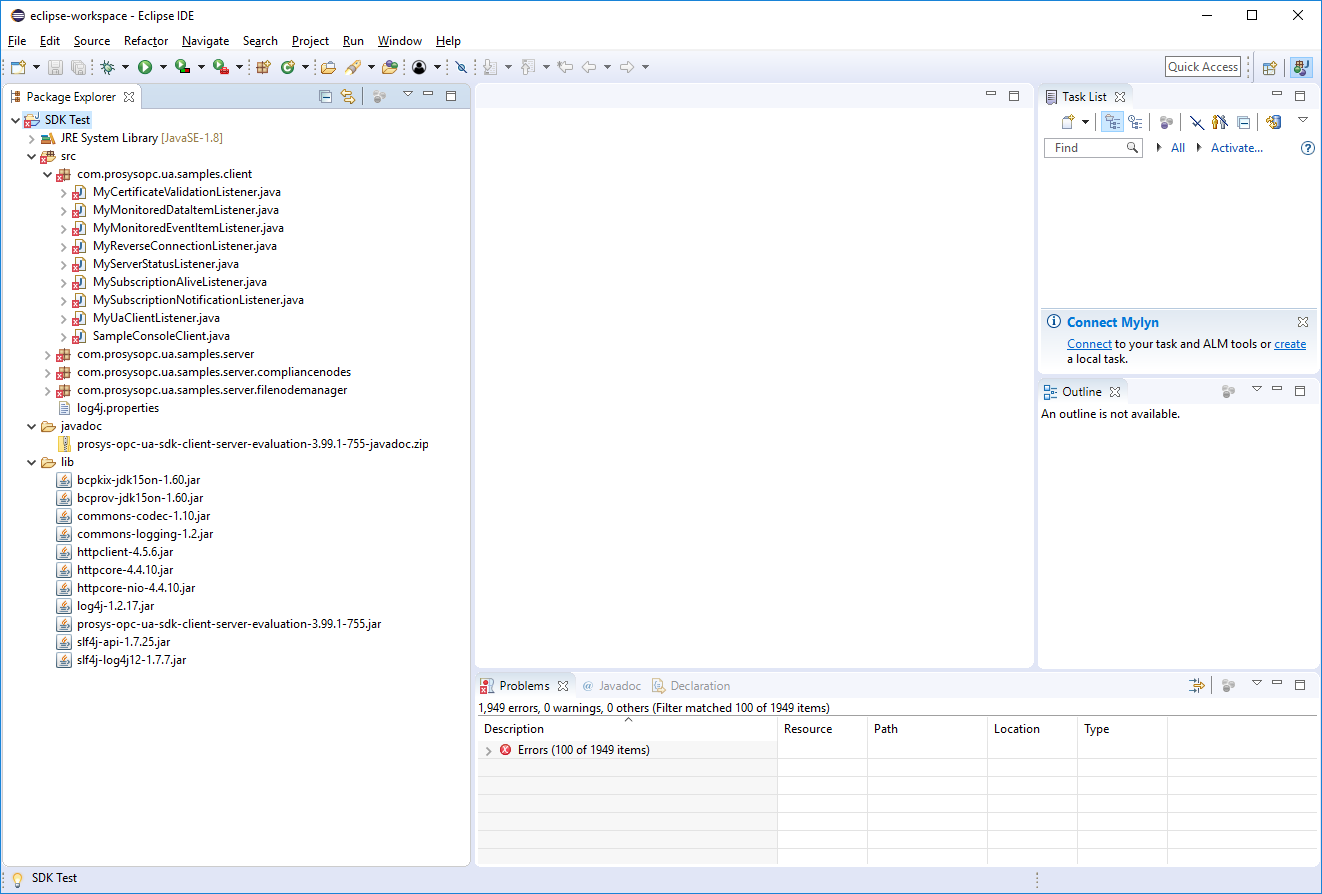 eclipse-workspace - Eclipse IDE
File Edit Source Refactor Navigate Search Project Run Window Help
Quick Access
Package Explorer
SDK Test
JRE System Library [JavaSE-1.8]
src
com.prosysopc.ua.samples.client
MyCertificateValidationListener.java
MyMonitoredDataItemListener.java
MyMonitoredEventItemListener.java
MyReverseConnectionListener.java
MyServerStatusListener.java
MySubscriptionAliveListener.java
MySubscriptionNotificationListener.java
MyUaClientListener.java
SampleConsoleClient.java
com.prosysopc.ua.samples.server
com.prosysopc.ua.samples.server.compliancenodes
com.prosysopc.ua.samples.server.filenodemanager
log4j.properties
javadoc
prosys-opc-ua-sdk-client-server-evaluation-3.99.1-755-javadoc.zip
lib
bcpkix-jdk15on-1.60.jar
bcprov-jdk15on-1.60.jar
commons-codec-1.10.jar
commons-logging-1.2.jar
httpclient-4.5.6.jar
httpcore-4.4.10.jar
httpcore-nio-4.4.10.jar
log4j-1.2.17.jar
prosys-opc-ua-sdk-client-server-evaluation-3.99.1-755.jar
slf4j-api-1.7.25.jar
slf4j-log4j12-1.7.7.jar
Task List
Find All Activate...
Connect Mylyn
Connect to your task and ALM tools or create
a local task.
Outline
An outline is not available.
Problems @ Javadoc Declaration
1,949 errors, 0 warnings, 0 others (Filter matched 100 of 1949 items)
Description Resource Path Location Type
Errors (100 of 1949 items)
SDK Test